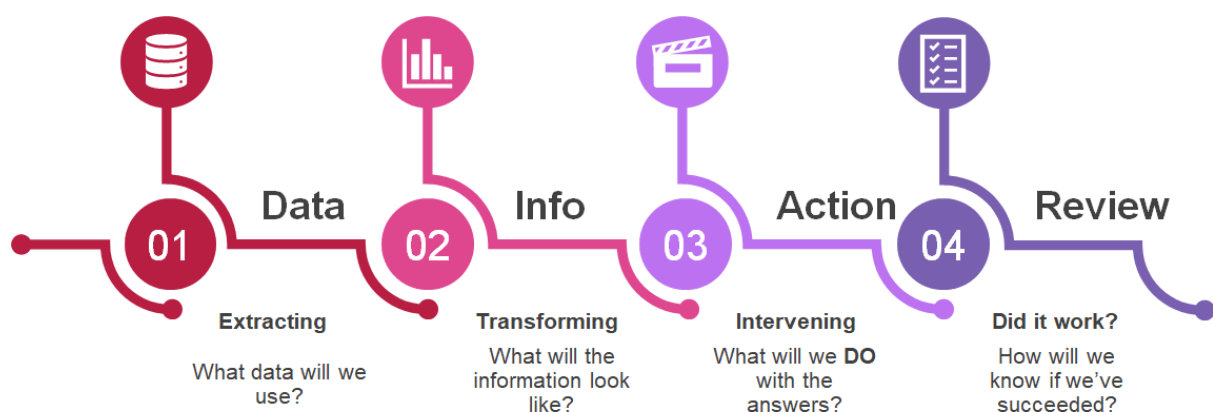 01
Data
Extracting
What data will we
use?
02
Info
Transforming
What will the
information look
like?
03
Action
Intervening
What will we DO
with the
answers?
04
Review
Did it work?
How will we
know if we’ve
succeeded?